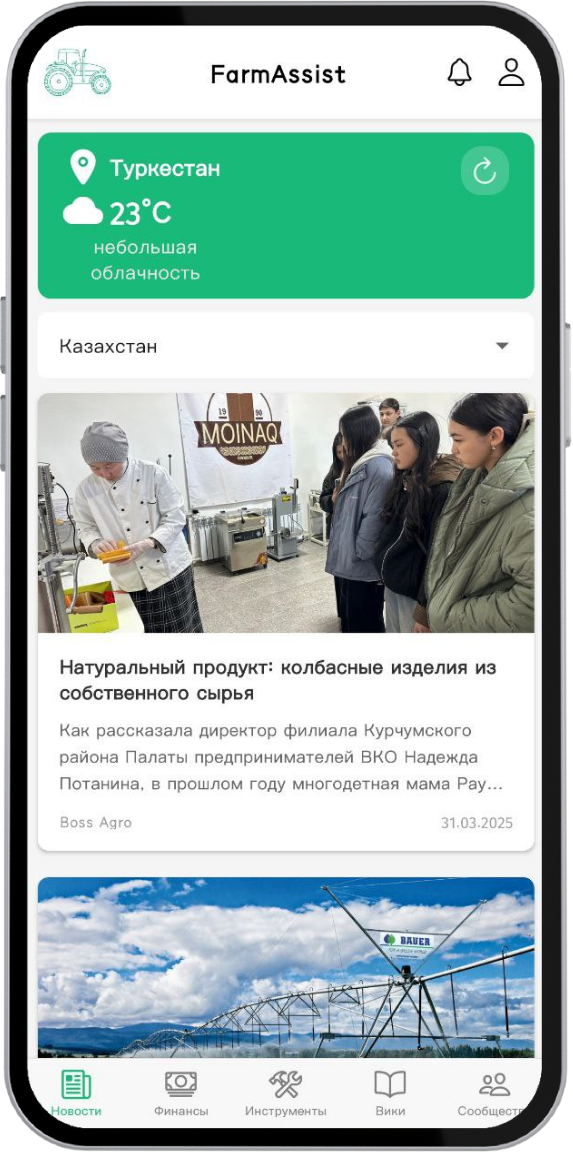 FarmAssist
Туркестан
23°C
небольшая
облачность
Казахстан
19 90
MOINAQ
BAUER
Натуральный продукт: колбасные изделия из
собственного сырья
Как рассказала директор филиала Курчумского
района Палаты предпринимателей ВКО Надежда
Потанина, в прошлом году многодетная мама Рау...
Boss Agro 31.03.2025
Новости Финансы Инструменты Вики Сообщест